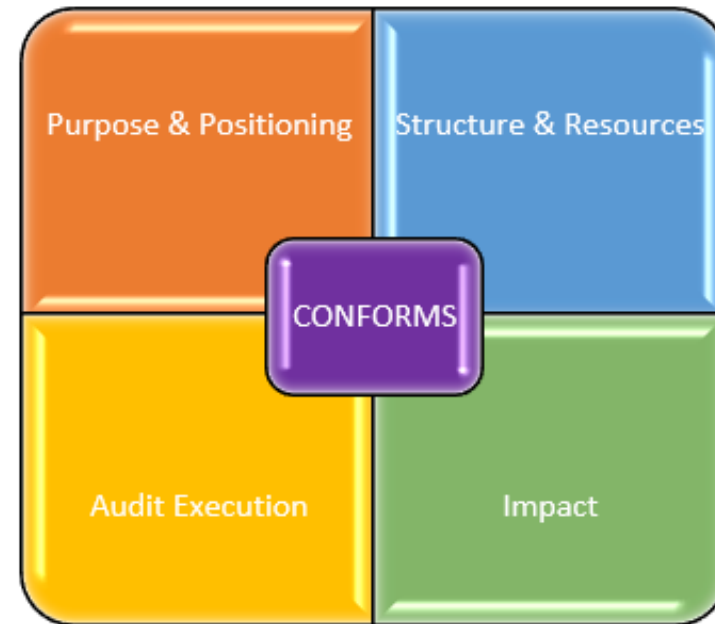 Purpose & Positioning
Structure & Resources
CONFORMS
Audit Execution
Impact